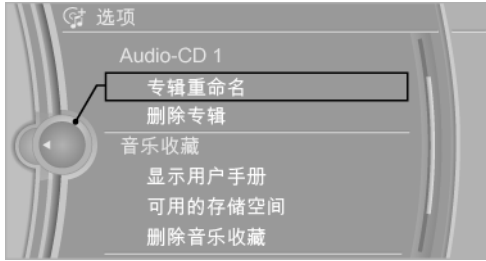 选项
Audio-CD 1
专辑重命名
删除专辑
音乐收藏
显示用户手册
可用的存储空间
删除音乐收藏